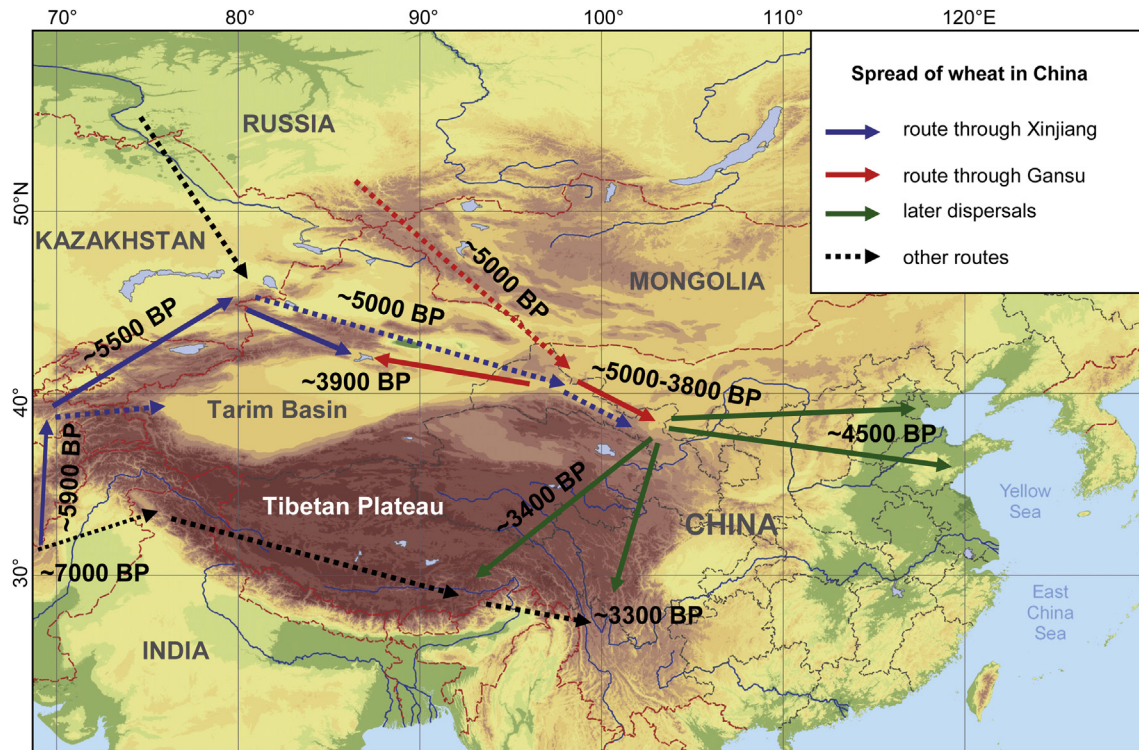 70° 80° 90° 100° 110° 120°E
Spread of wheat in China
route through Xinjiang
route through Gansu
later dispersals
other routes
RUSSIA
50°N
KAZAKHSTAN
MONGOLIA
~5000 BP
~5000 BP
~5500 BP
~3900 BP
~5000-3800 BP
40°
Tarim Basin
~4500 BP
~5900 BP
~3400 BP
Tibetan Plateau
CHINA
Yellow
Sea
30°
~7000 BP
~3300 BP
East
China
Sea
INDIA